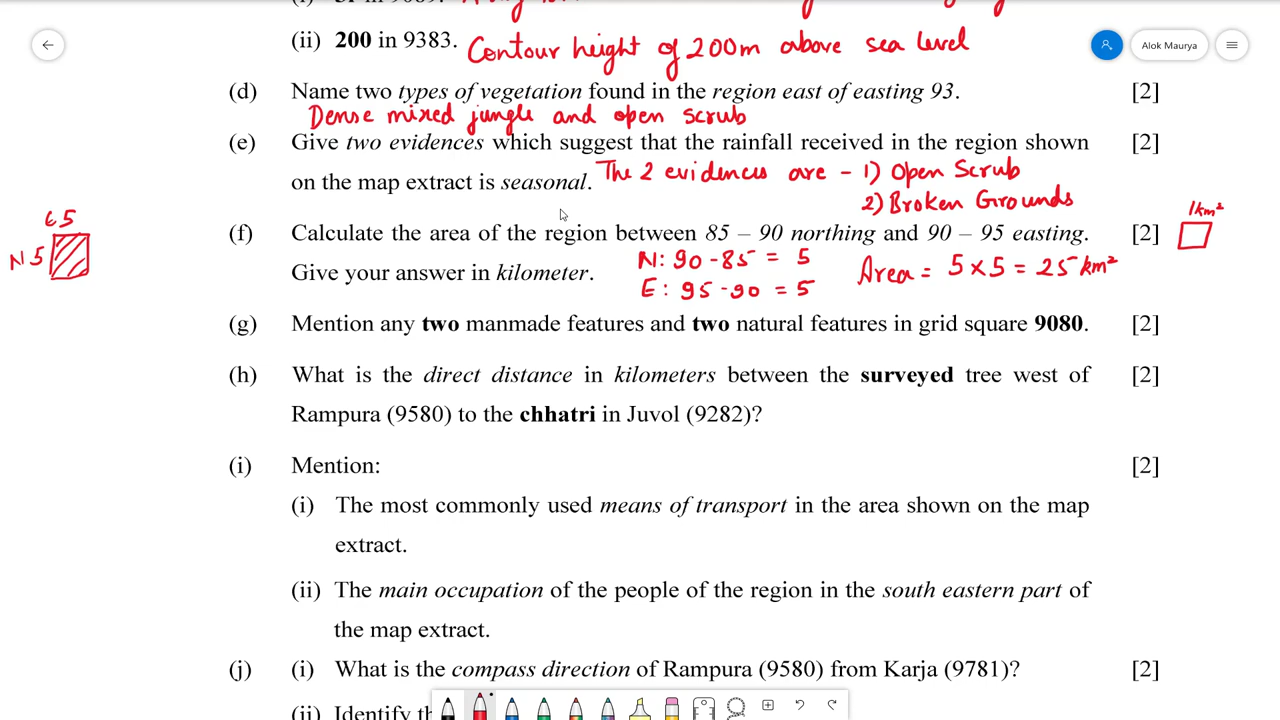 (ii) 200 in 9383. Contour height of 200m above sea level
Alok Maurya
(d) Name two types of vegetation found in the region east of easting 93. [2]
Dense mixed jungle and open scrub
(e) Give two evidences which suggest that the rainfall received in the region shown [2]
on the map extract is seasonal. The 2 evidences are - 1) Open Scrub
2) Broken Grounds
E5
N5
1km²
(f) Calculate the area of the region between 85 – 90 northing and 90 – 95 easting. [2]
Give your answer in kilometer. N: 90 - 85 = 5
E: 95 - 90 = 5
Area = 5 × 5 = 25 km²
(g) Mention any two manmade features and two natural features in grid square 9080. [2]
(h) What is the direct distance in kilometers between the surveyed tree west of [2]
Rampura (9580) to the chhatri in Juvol (9282)?
(i) Mention: [2]
(i) The most commonly used means of transport in the area shown on the map
extract.
(ii) The main occupation of the people of the region in the south eastern part of
the map extract.
(j) (i) What is the compass direction of Rampura (9580) from Karja (9781)? [2]
(ii) Identify